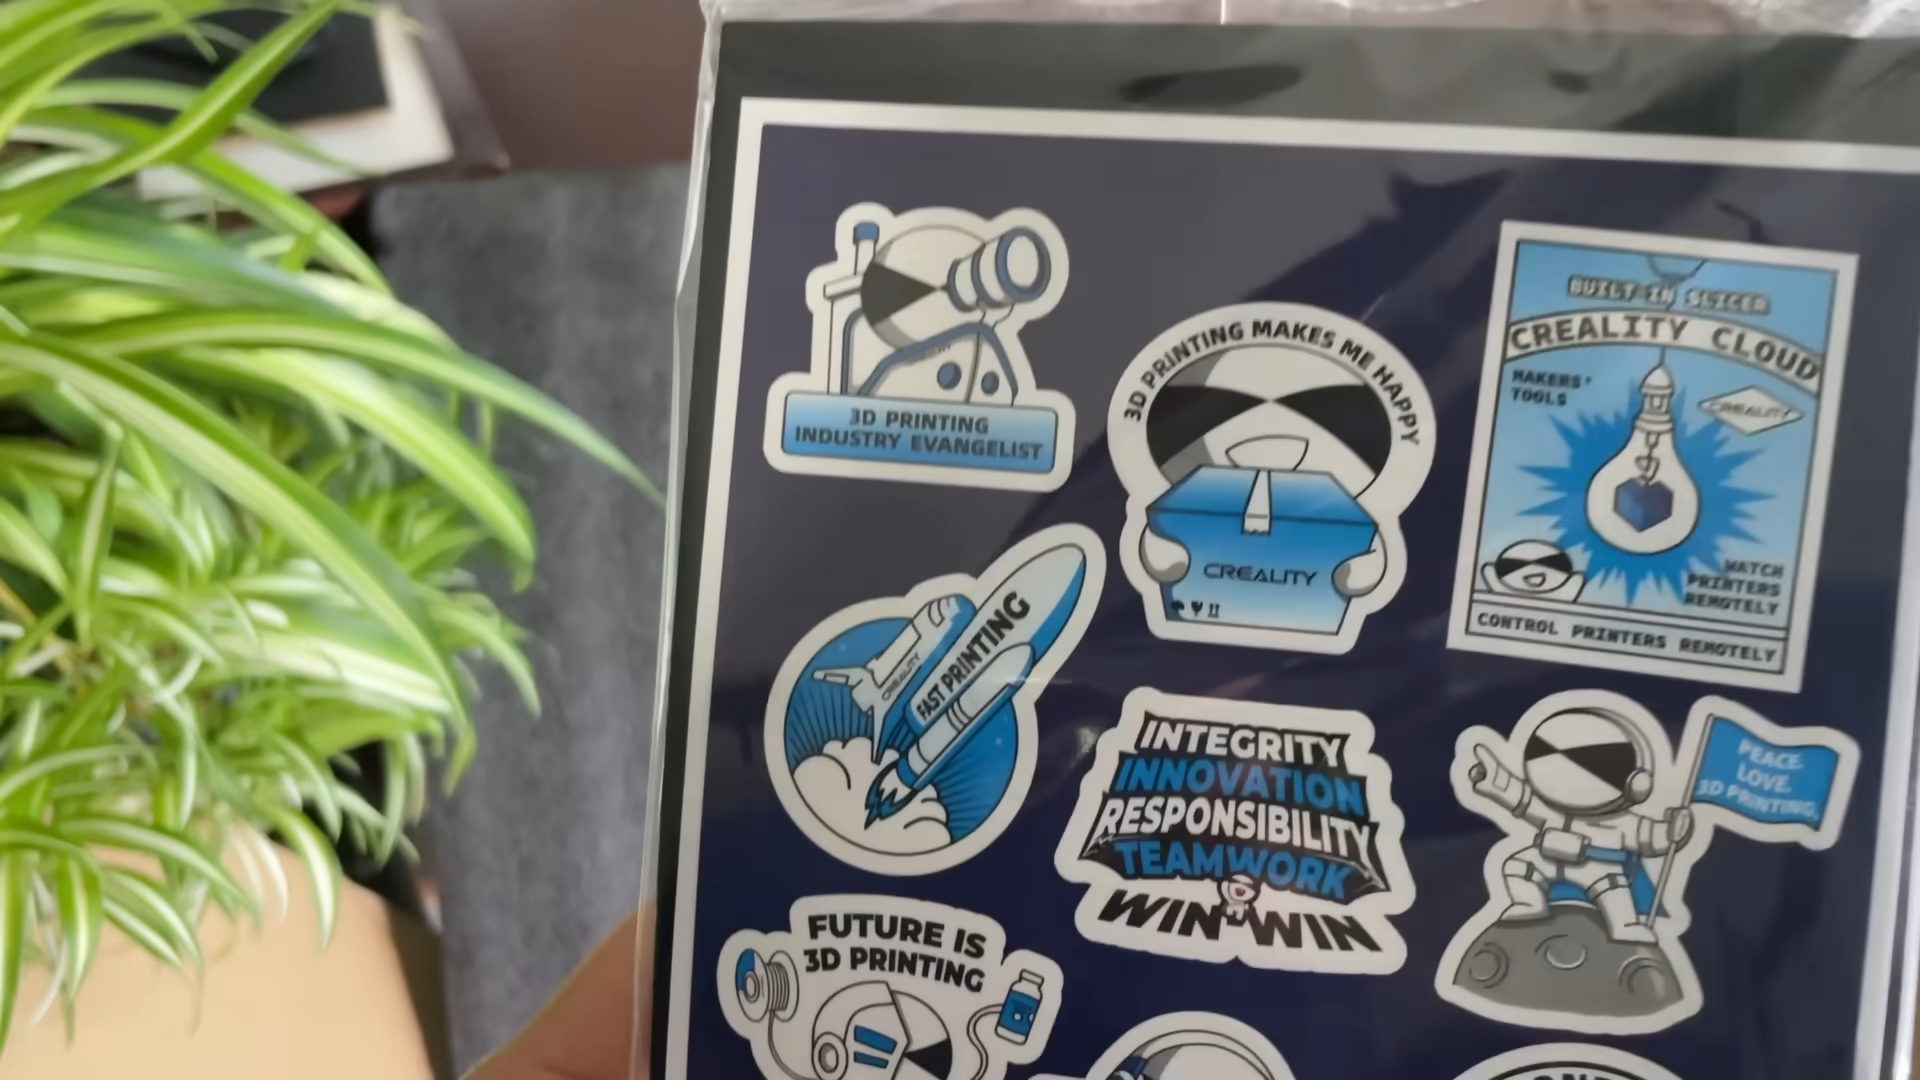 3D PRINTING
INDUSTRY EVANGELIST
3D PRINTING MAKES ME HAPPY
CREALITY
BUILT-IN SLICER
CREALITY CLOUD
MAKERS'
TOOLS
CREALITY
WATCH
PRINTERS
REMOTELY
CONTROL PRINTERS REMOTELY
CREALITY
FAST PRINTING
INTEGRITY
INNOVATION
RESPONSIBILITY
TEAMWORK
WIN-WIN
PEACE.
LOVE.
3D PRINTING.
FUTURE IS
3D PRINTING